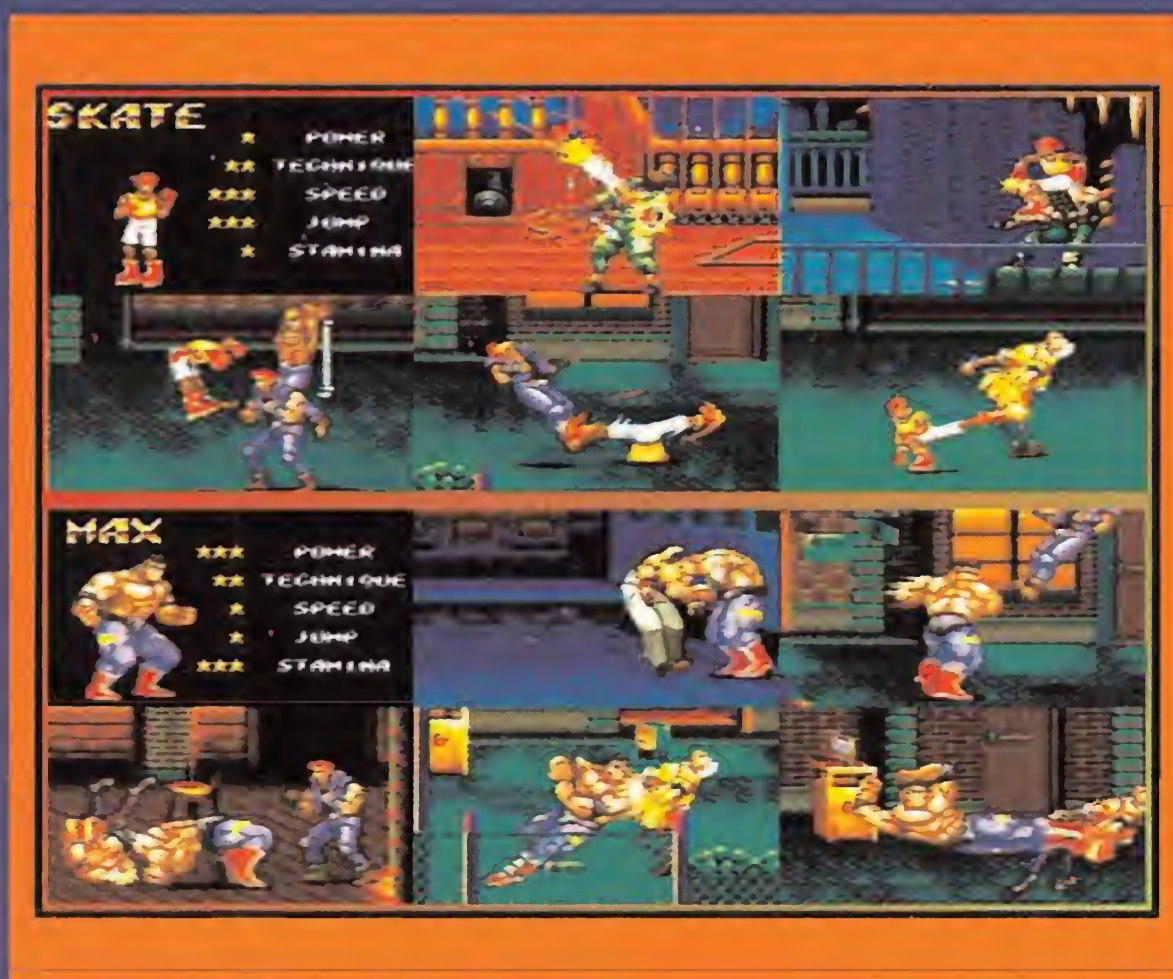 SKATE
★ POWER
★★ TECHNIQUE
★★★ SPEED
★★★ JUMP
★ STAMINA
MAX
★★★ POWER
★★ TECHNIQUE
★ SPEED
★ JUMP
★★★ STAMINA